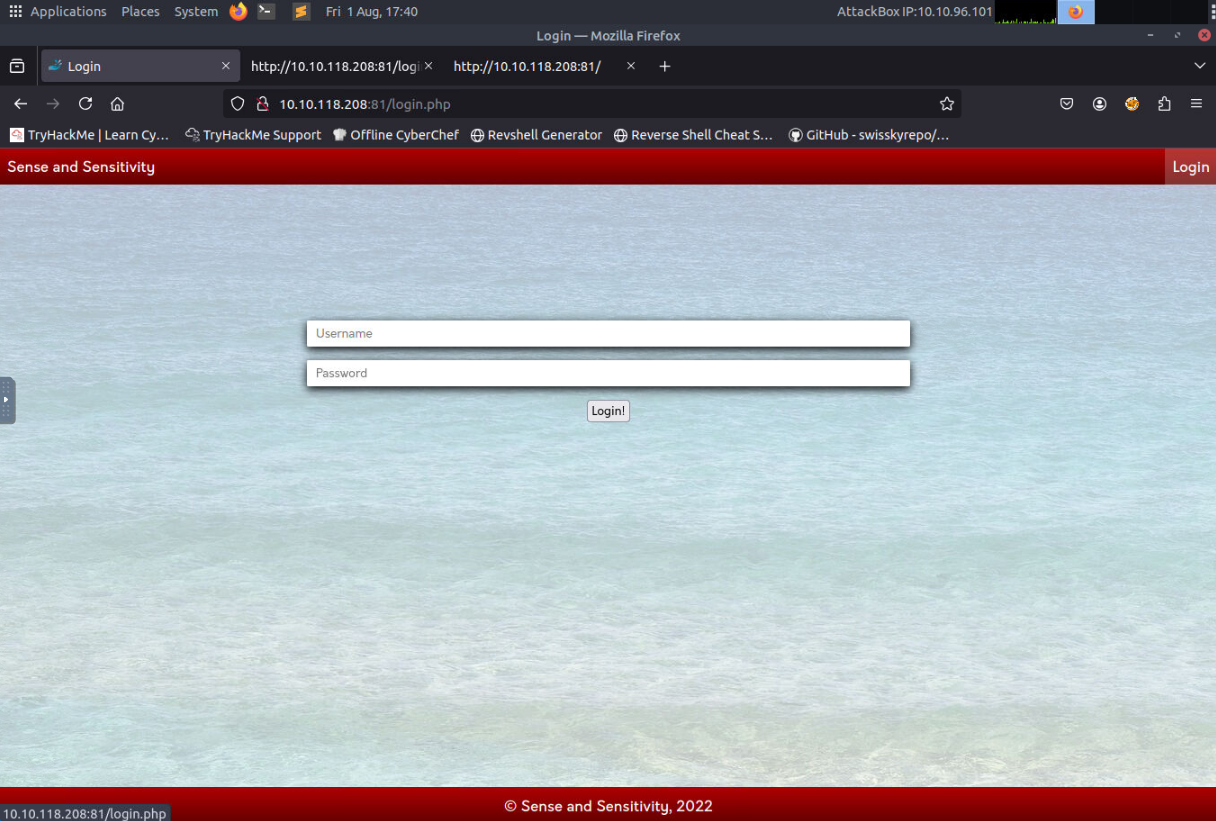 Applications Places System Fri 1 Aug, 17:40 AttackBox IP:10.10.96.101
Login — Mozilla Firefox
Login http://10.10.118.208:81/logi http://10.10.118.208:81/
10.10.118.208:81/login.php
TryHackMe | Learn Cy... TryHackMe Support Offline CyberChef Revshell Generator Reverse Shell Cheat S... GitHub - swisskyrepo/...
Sense and Sensitivity Login
Username
Password
Login!
© Sense and Sensitivity, 2022
10.10.118.208:81/login.php